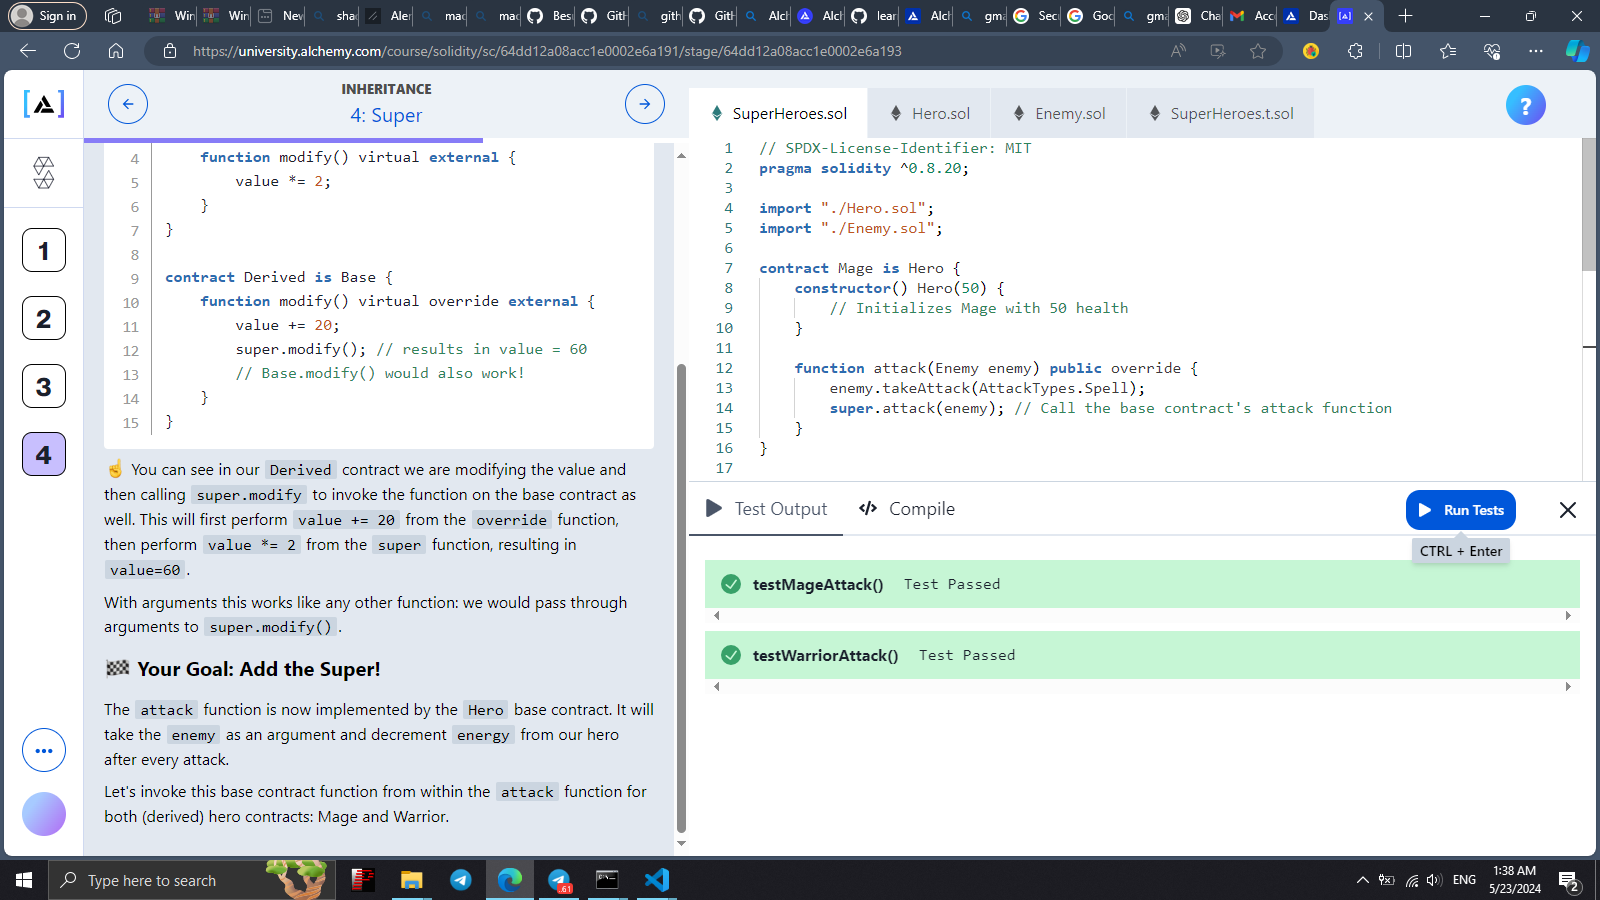 Sign in
Win
Win
New
shac
Aler
mac
mac
Besu
GitH
gith
GitH
Alch
Alch
lear
Alch
gma
Sec
Goo
gma
Cha
Acc
Das
https://university.alchemy.com/course/solidity/sc/64dd12a08acc1e0002e6a191/stage/64dd12a08acc1e0002e6a193
INHERITANCE
4: Super
1
2
3
4
4 function modify() virtual external {
5 value *= 2;
6 }
7 }
8
9 contract Derived is Base {
10 function modify() virtual override external {
11 value += 20;
12 super.modify(); // results in value = 60
13 // Base.modify() would also work!
14 }
15 }
☝️ You can see in our Derived contract we are modifying the value and
then calling super.modify to invoke the function on the base contract as
well. This will first perform value += 20 from the override function,
then perform value *= 2 from the super function, resulting in
value=60 .
With arguments this works like any other function: we would pass through
arguments to super.modify() .
🏁 Your Goal: Add the Super!
The attack function is now implemented by the Hero base contract. It will
take the enemy as an argument and decrement energy from our hero
after every attack.
Let's invoke this base contract function from within the attack function for
both (derived) hero contracts: Mage and Warrior.
SuperHeroes.sol
Hero.sol
Enemy.sol
SuperHeroes.t.sol
?
1 // SPDX-License-Identifier: MIT
2 pragma solidity ^0.8.20;
3
4 import "./Hero.sol";
5 import "./Enemy.sol";
6
7 contract Mage is Hero {
8 constructor() Hero(50) {
9 // Initializes Mage with 50 health
10 }
11
12 function attack(Enemy enemy) public override {
13 enemy.takeAttack(AttackTypes.Spell);
14 super.attack(enemy); // Call the base contract's attack function
15 }
16 }
17
Test Output
Compile
Run Tests
CTRL + Enter
testMageAttack() Test Passed
testWarriorAttack() Test Passed
Type here to search
.61
ENG
1:38 AM
5/23/2024
2